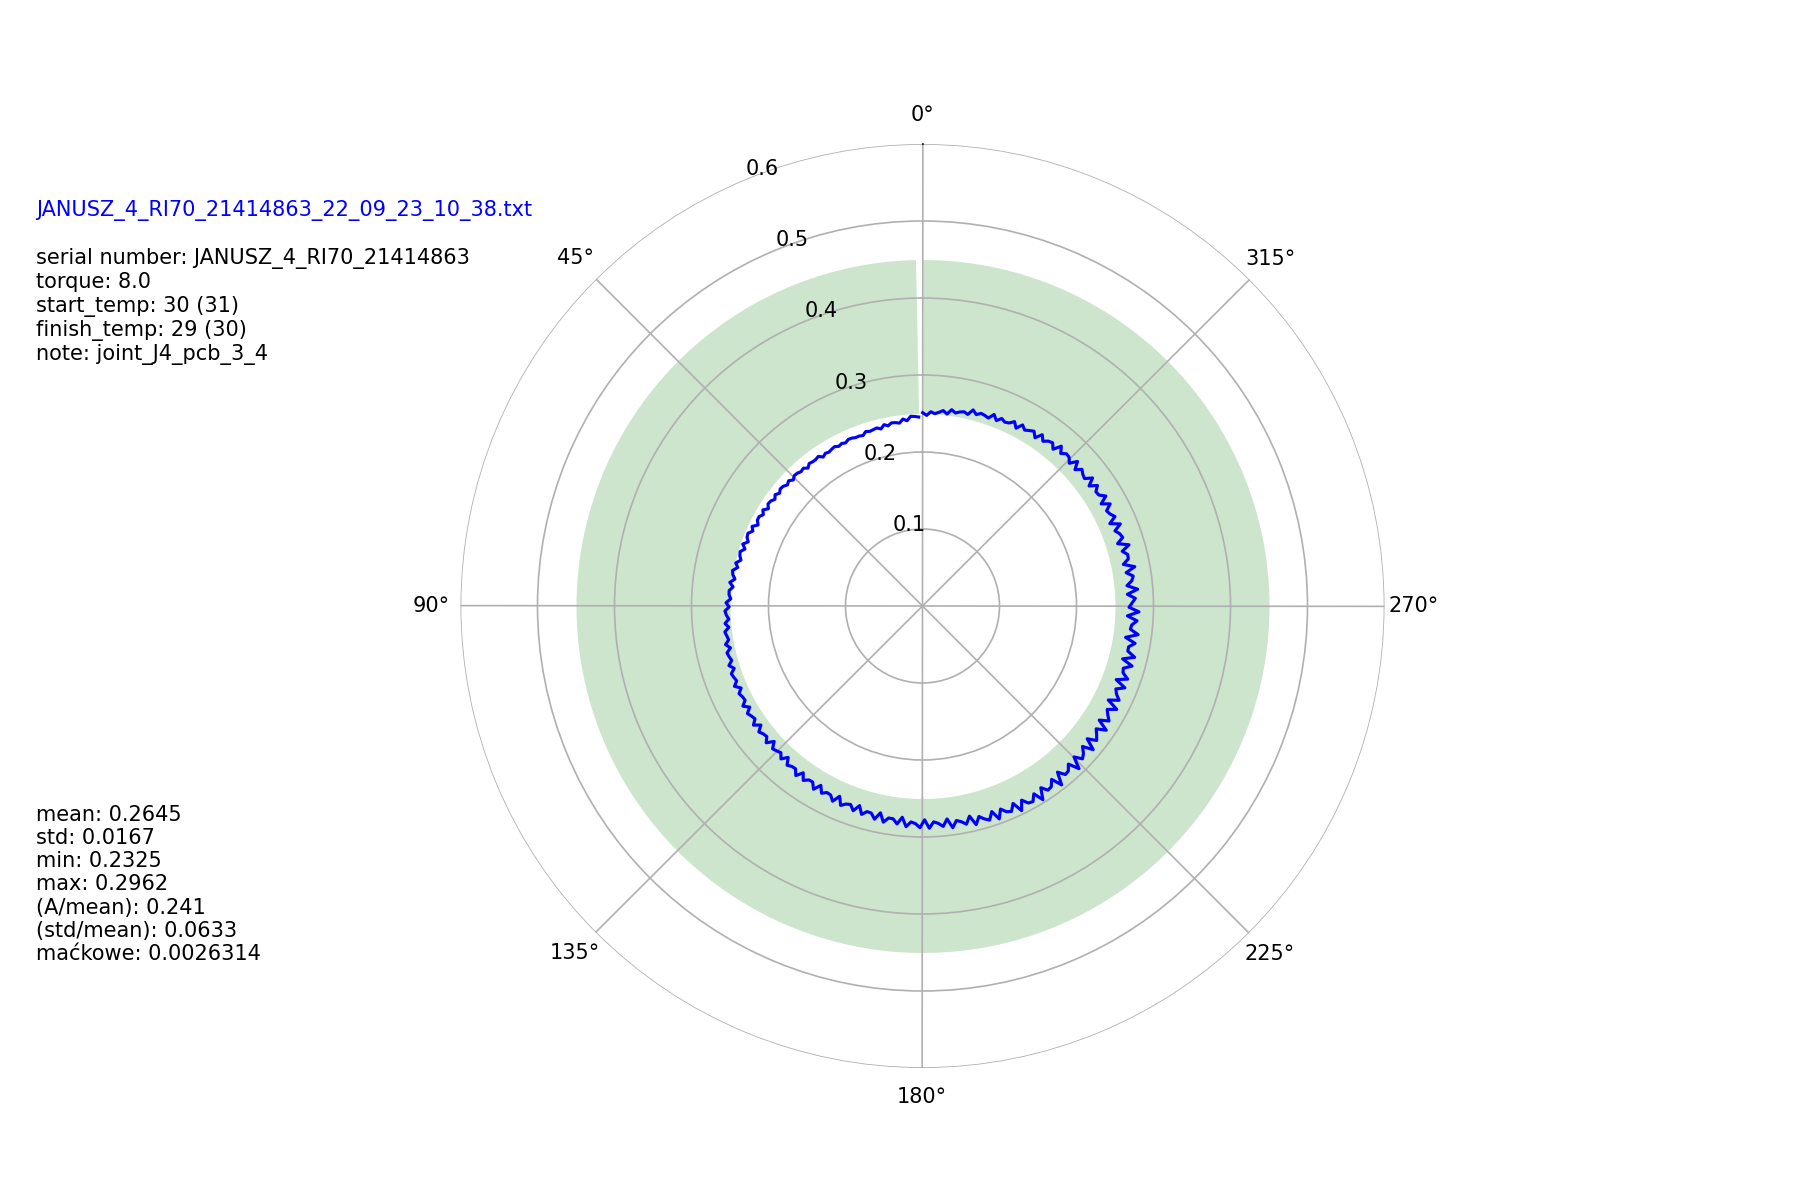 JANUSZ_4_RI70_21414863_22_09_23_10_38.txt
serial number: JANUSZ_4_RI70_21414863
torque: 8.0
start_temp: 30 (31)
finish_temp: 29 (30)
note: joint_J4_pcb_3_4
0°
0.6
0.5
45°
315°
0.4
0.3
0.2
0.1
90°
270°
mean: 0.2645
std: 0.0167
min: 0.2325
max: 0.2962
(A/mean): 0.241
(std/mean): 0.0633
maćkowe: 0.0026314
135°
225°
180°